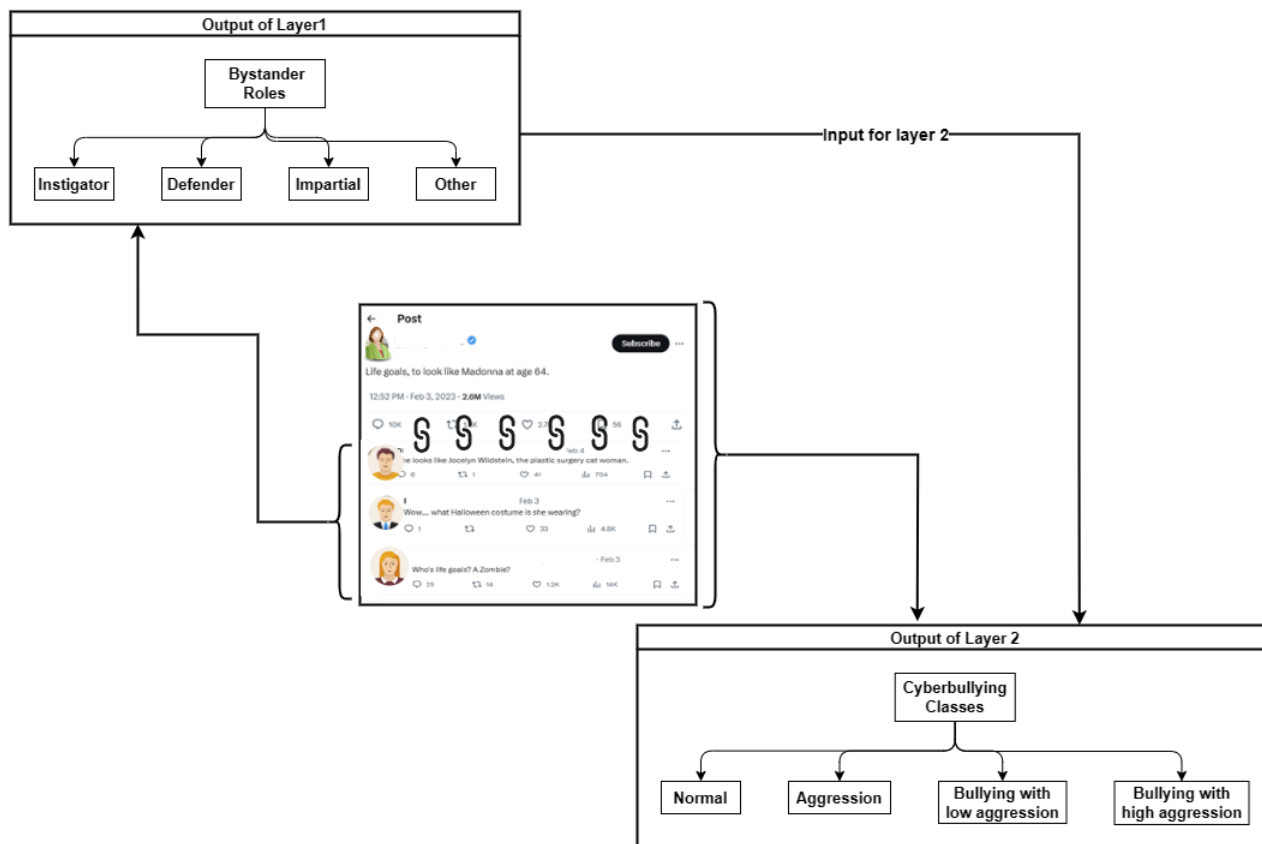 Output of Layer1
Bystander
Roles
Instigator
Defender
Impartial
Other
Input for layer 2
Post
Subscribe
Life goals, to look like Madonna at age 64.
12:52 PM · Feb 3, 2023 · 2.6M Views
10K
56
Feb 4
looks like Jocelyn Wildstein, the plastic surgery cat woman.
6 1 41 704
Feb 3
Wow.... what Halloween costume is she wearing?
1 33 4.6K
· Feb 3
Who's life goals? A Zombie?
25 14 1.2K 14K
Output of Layer 2
Cyberbullying
Classes
Normal
Aggression
Bullying with
low aggression
Bullying with
high aggression